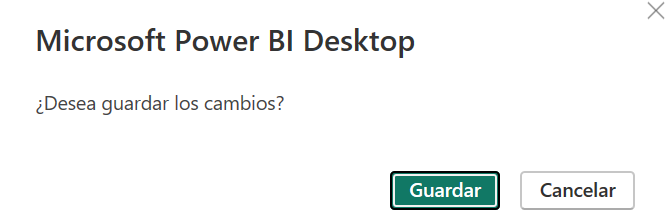 Microsoft Power BI Desktop
¿Desea guardar los cambios?
Guardar Cancelar